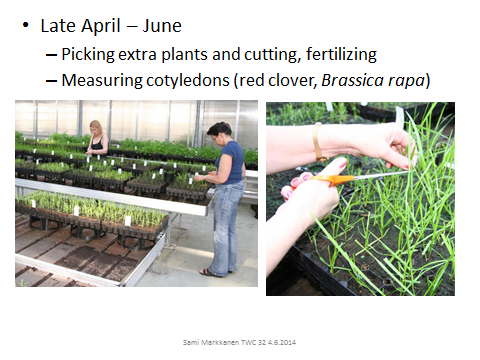 • Late April – June
– Picking extra plants and cutting, fertilizing
– Measuring cotyledons (red clover, Brassica rapa)
Sami Markkanen TWC 32 4.6.2014